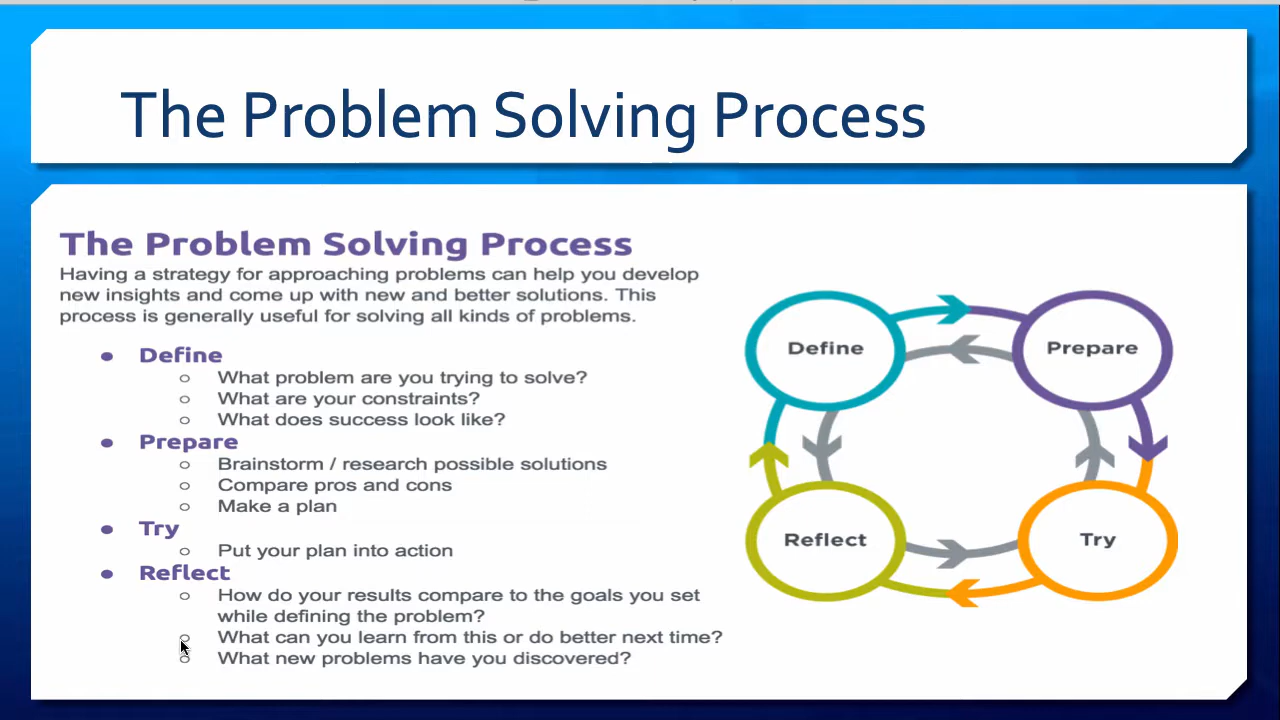 The Problem Solving Process
The Problem Solving Process
Having a strategy for approaching problems can help you develop
new insights and come up with new and better solutions. This
process is generally useful for solving all kinds of problems.
● Define
○ What problem are you trying to solve?
○ What are your constraints?
○ What does success look like?
● Prepare
○ Brainstorm / research possible solutions
○ Compare pros and cons
○ Make a plan
● Try
○ Put your plan into action
● Reflect
○ How do your results compare to the goals you set
while defining the problem?
○ What can you learn from this or do better next time?
○ What new problems have you discovered?
Define
Prepare
Reflect
Try